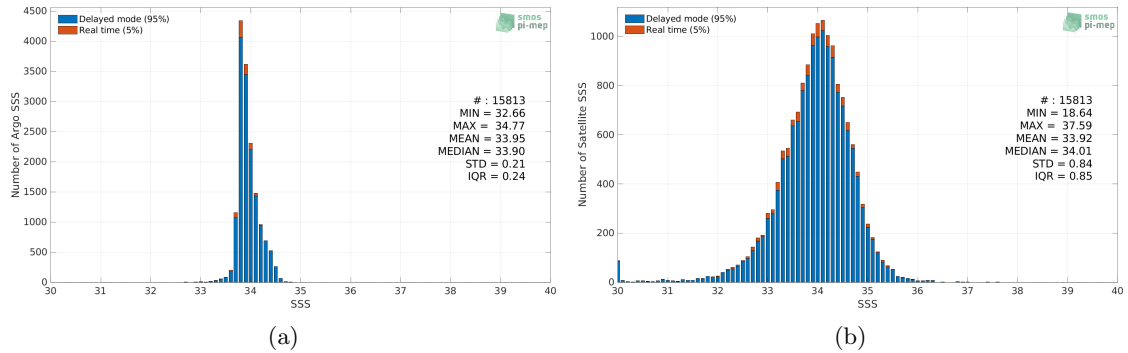 Delayed mode (95%)
Real time (5%)
smos
pi-mep
Number of Argo SSS
4500
4000
3500
3000
2500
2000
1500
1000
500
0
# : 15813
MIN = 32.66
MAX = 34.77
MEAN = 33.95
MEDIAN = 33.90
STD = 0.21
IQR = 0.24
30 31 32 33 34 35 36 37 38 39 40
SSS
(a)
Delayed mode (95%)
Real time (5%)
smos
pi-mep
Number of Satellite SSS
1000
800
600
400
200
0
# : 15813
MIN = 18.64
MAX = 37.59
MEAN = 33.92
MEDIAN = 34.01
STD = 0.84
IQR = 0.85
30 31 32 33 34 35 36 37 38 39 40
SSS
(b)